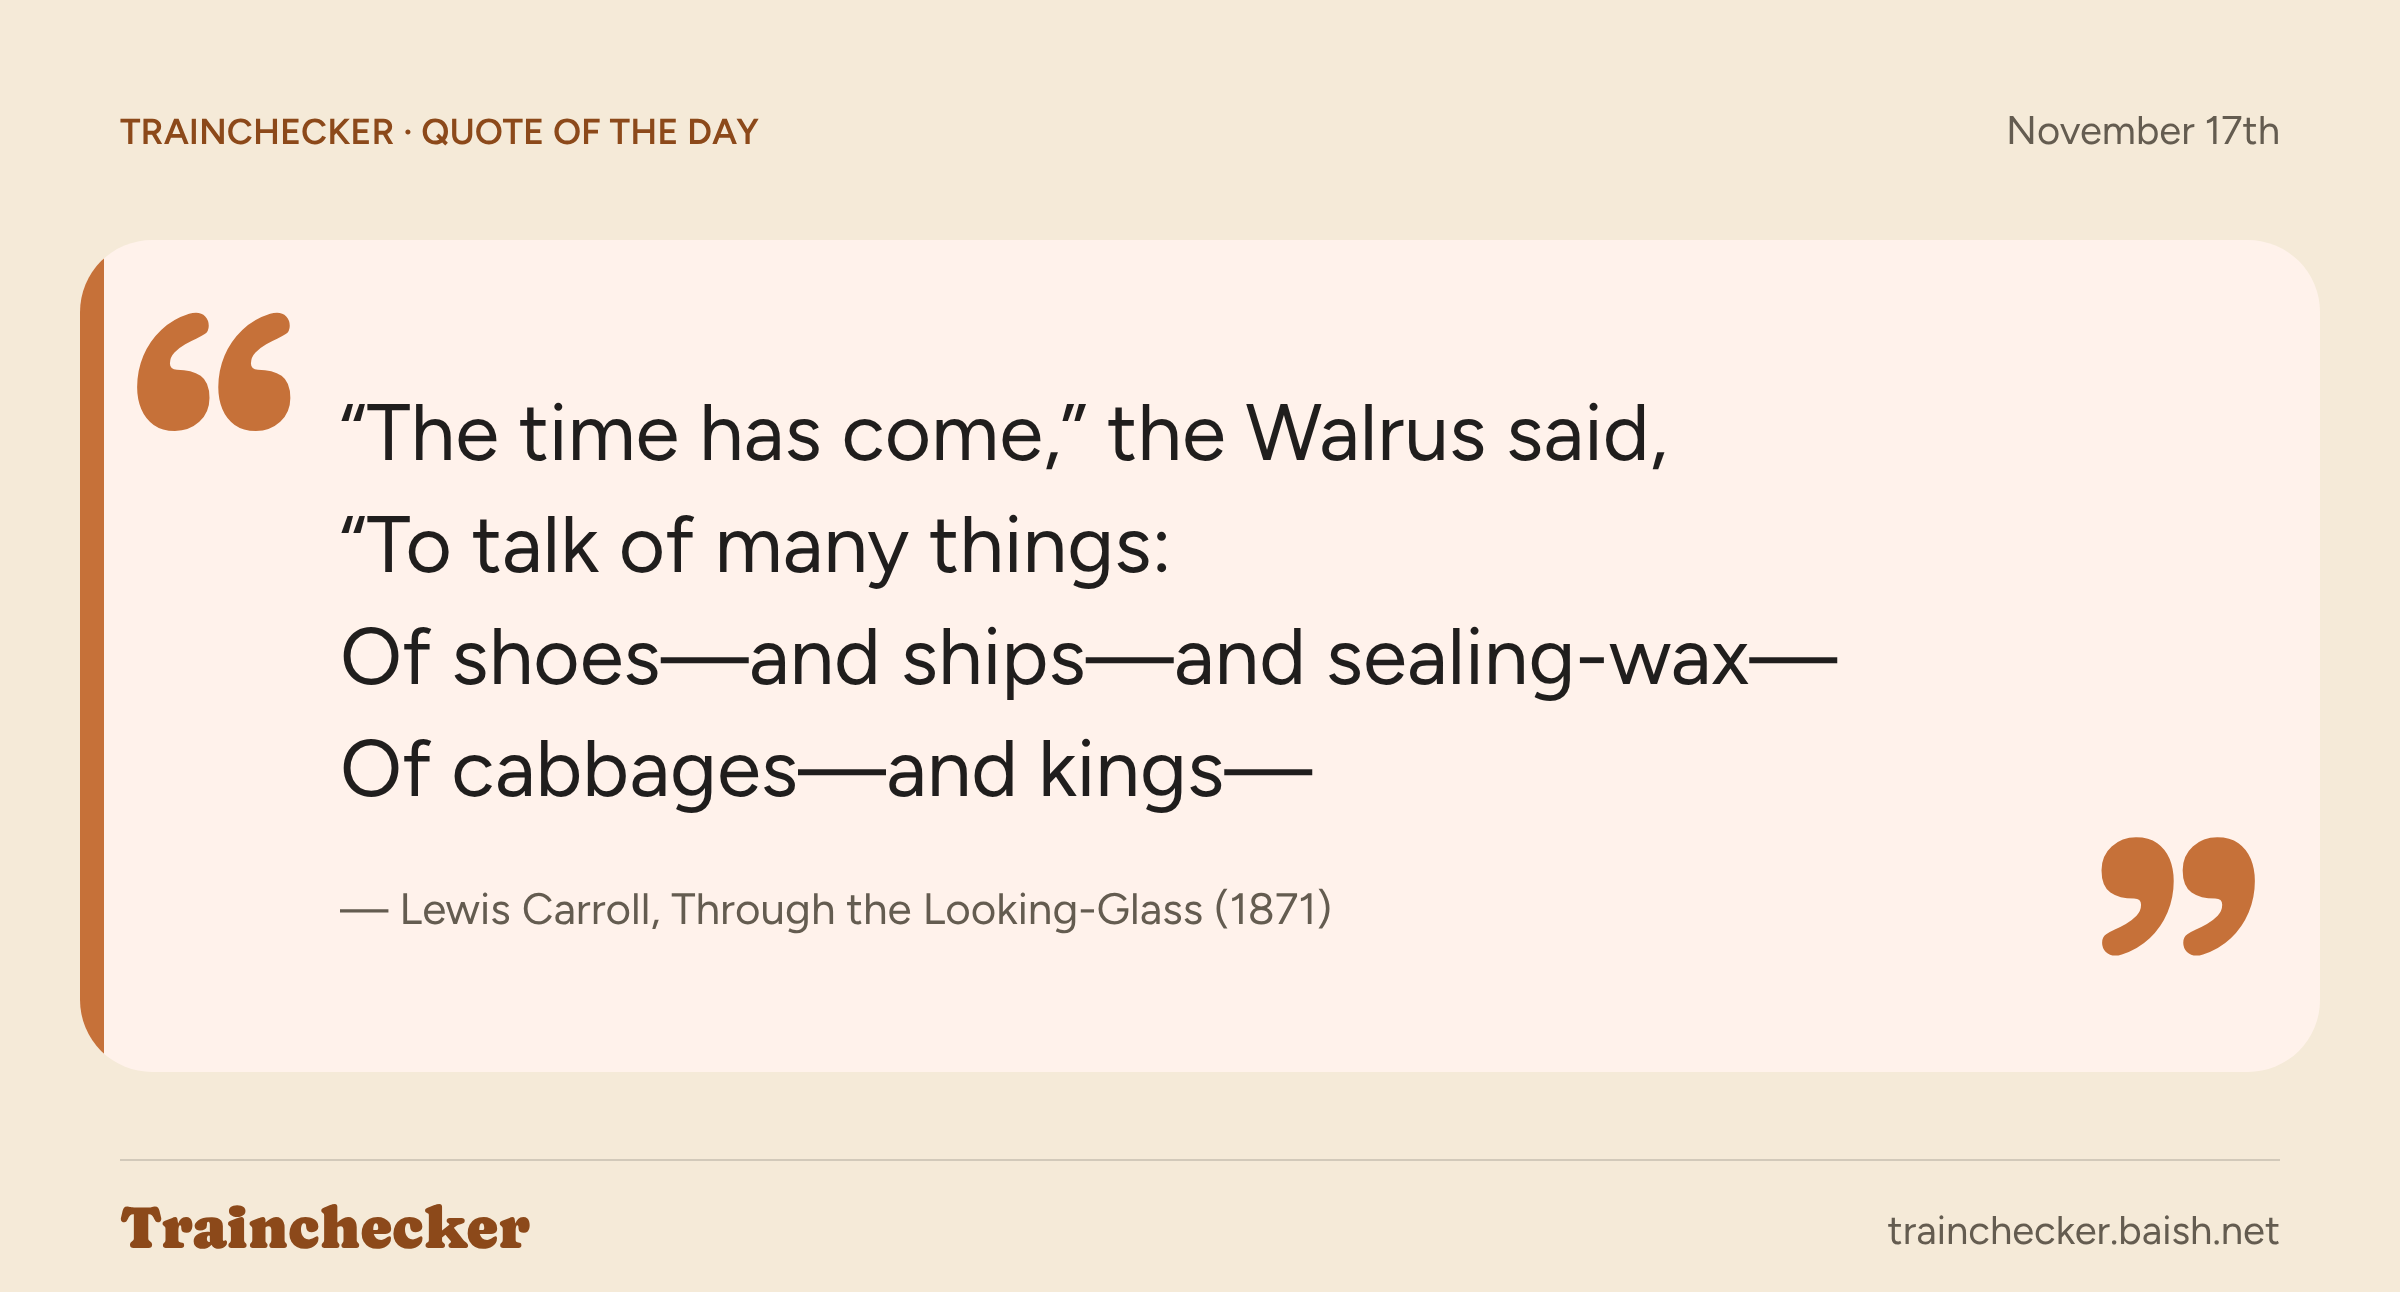 TRAINCHECKER · QUOTE OF THE DAY
November 17th
“The time has come,” the Walrus said,
“To talk of many things:
Of shoes—and ships—and sealing-wax—
Of cabbages—and kings—
— Lewis Carroll, Through the Looking-Glass (1871)
Trainchecker
trainchecker.baish.net